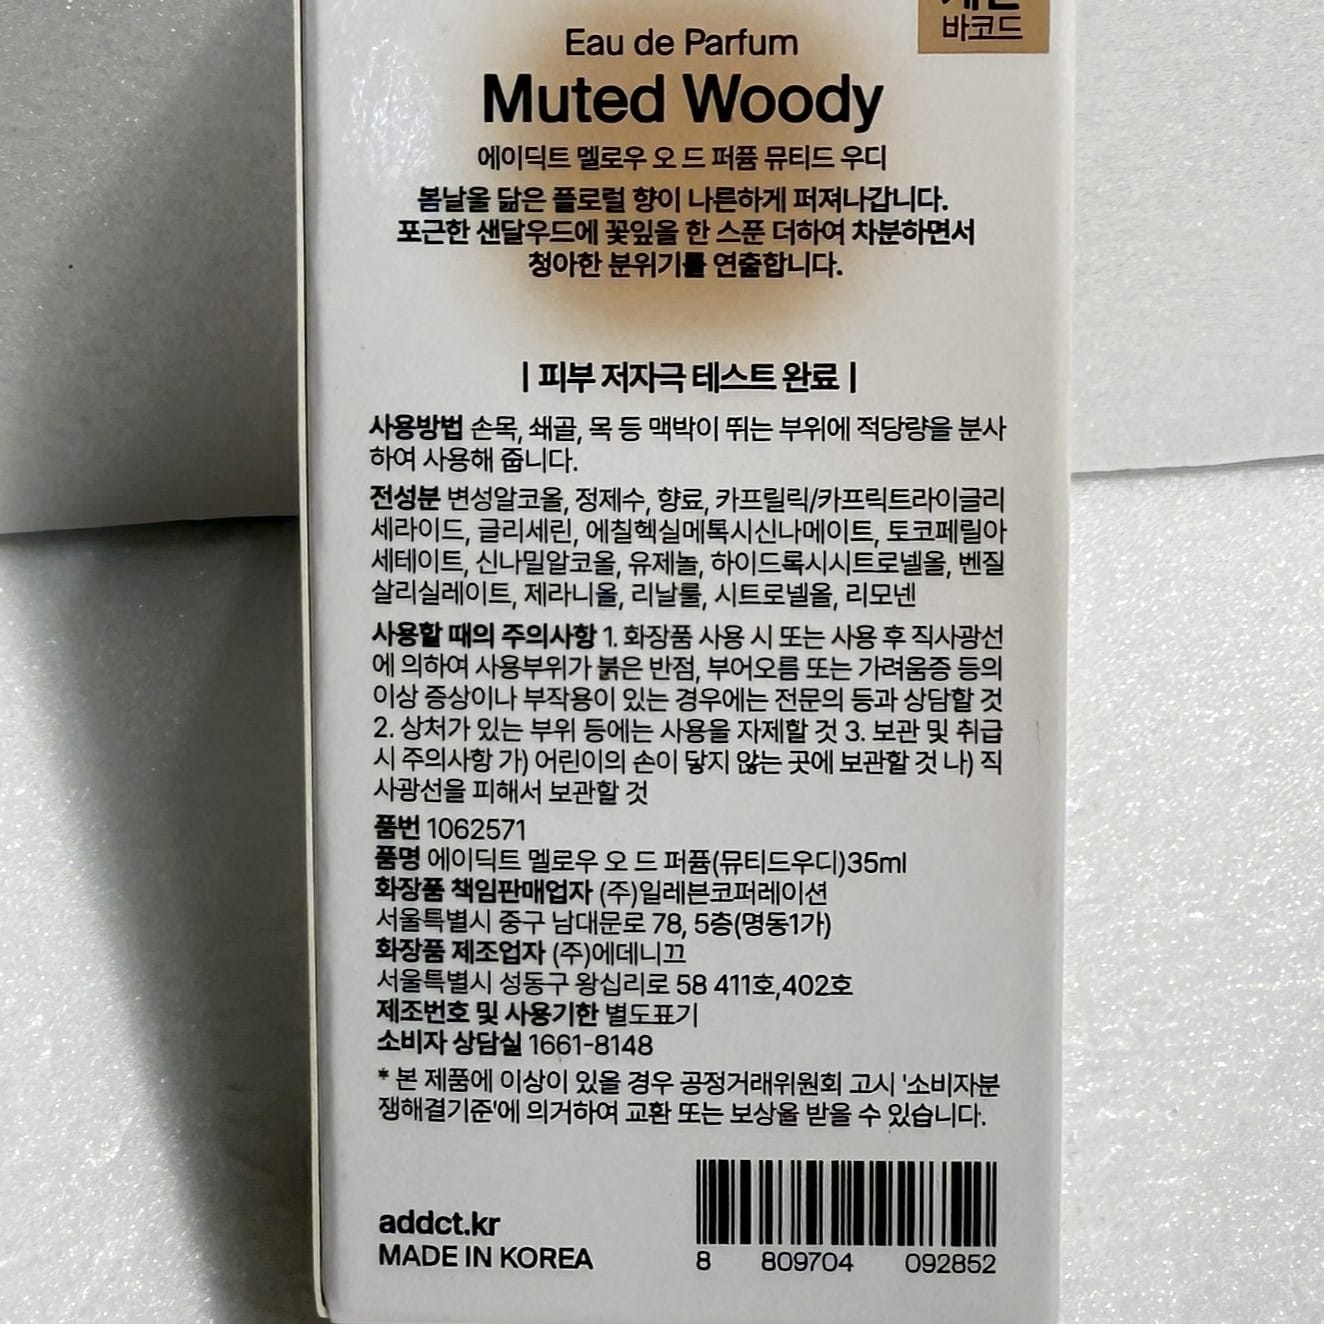 바코드
Eau de Parfum
Muted Woody
에이딕트 멜로우 오 드 퍼퓸 뮤티드 우디
봄날을 닮은 플로럴 향이 나른하게 퍼져나갑니다.
포근한 샌달우드에 꽃잎을 한 스푼 더하여 차분하면서
청아한 분위기를 연출합니다.
| 피부 저자극 테스트 완료 |
사용방법 손목, 쇄골, 목 등 맥박이 뛰는 부위에 적당량을 분사
하여 사용해 줍니다.
전성분 변성알코올, 정제수, 향료, 카프릴릭/카프릭트라이글리
세라이드, 글리세린, 에칠헥실메톡시신나메이트, 토코페릴아
세테이트, 신나밀알코올, 유제놀, 하이드록시시트로넬올, 벤질
살리실레이트, 제라니올, 리날룰, 시트로넬올, 리모넨
사용할 때의 주의사항 1. 화장품 사용 시 또는 사용 후 직사광선
에 의하여 사용부위가 붉은 반점, 부어오름 또는 가려움증 등의
이상 증상이나 부작용이 있는 경우에는 전문의 등과 상담할 것
2. 상처가 있는 부위 등에는 사용을 자제할 것 3. 보관 및 취급
시 주의사항 가) 어린이의 손이 닿지 않는 곳에 보관할 것 나) 직
사광선을 피해서 보관할 것
품번 1062571
품명 에이딕트 멜로우 오 드 퍼퓸(뮤티드우디)35ml
화장품 책임판매업자 (주)일레븐코퍼레이션
서울특별시 중구 남대문로 78, 5층(명동1가)
화장품 제조업자 (주)에데니끄
서울특별시 성동구 왕십리로 58 411호,402호
제조번호 및 사용기한 별도표기
소비자 상담실 1661-8148
* 본 제품에 이상이 있을 경우 공정거래위원회 고시 '소비자분
쟁해결기준'에 의거하여 교환 또는 보상을 받을 수 있습니다.
addct.kr
MADE IN KOREA
8 809704 092852